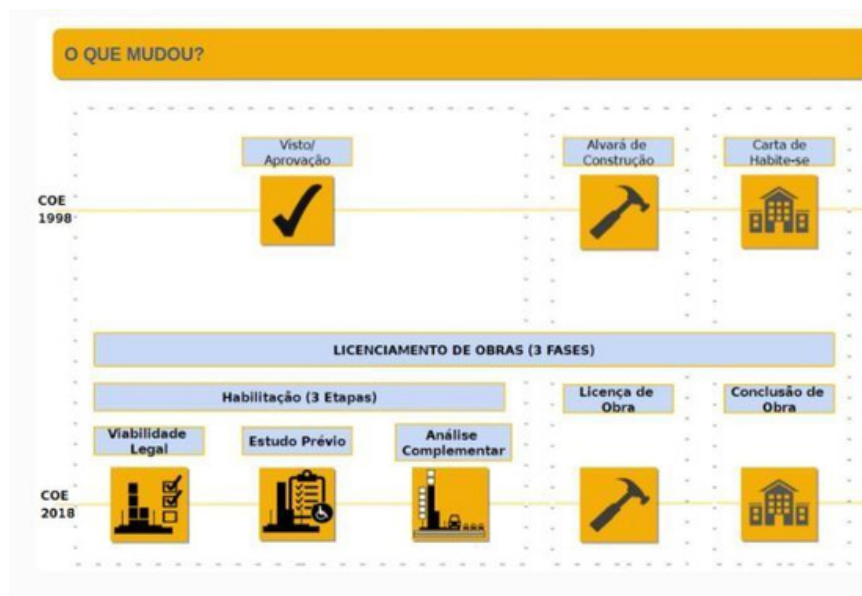 O QUE MUDOU?
Visto/
Aprovação
Alvará de
Construção
Carta de
Habite-se
COE
1998
LICENCIAMENTO DE OBRAS (3 FASES)
Habilitação (3 Etapas)
Licença de
Obra
Conclusão de
Obra
Viabilidade
Legal
Estudo Prévio
Análise
Complementar
COE
2018